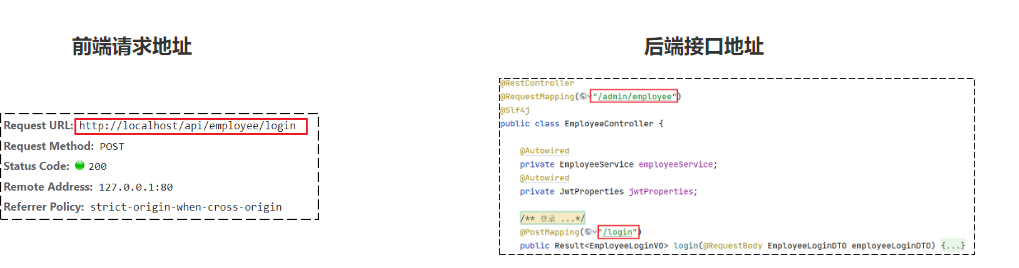 前端请求地址
Request URL: http://localhost/api/employee/login
Request Method: POST
Status Code: 200
Remote Address: 127.0.0.1:80
Referrer Policy: strict-origin-when-cross-origin
后端接口地址
@RestController
@RequestMapping("/admin/employee")
@Slf4j
public class EmployeeController {
@Autowired
private EmployeeService employeeService;
@Autowired
private JwtProperties jwtProperties;
/** 登录 ...*/
@PostMapping("/login")
public Result<EmployeeLoginVO> login(@RequestBody EmployeeLoginDTO employeeLoginDTO) {...}